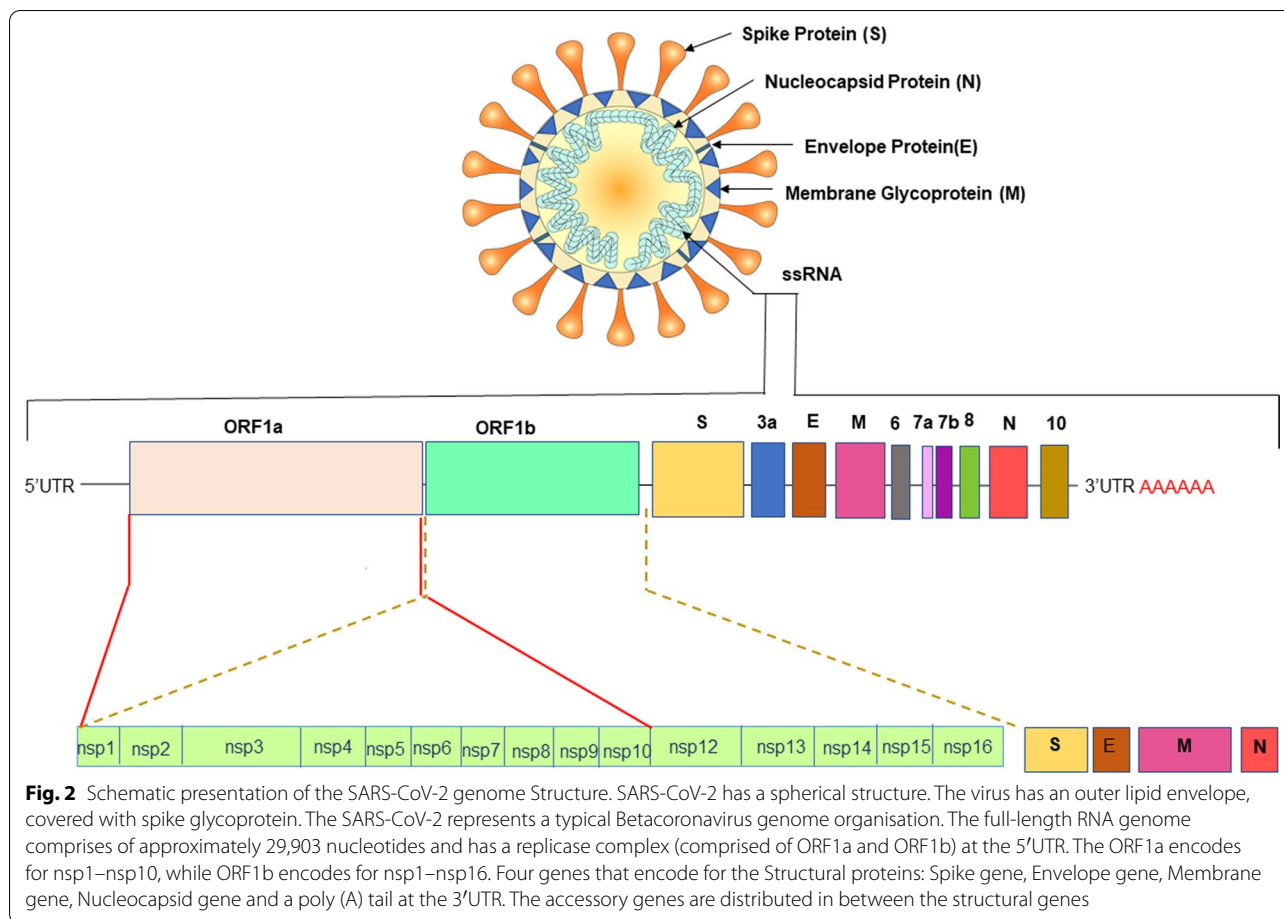 Spike Protein (S)
Nucleocapsid Protein (N)
Envelope Protein(E)
Membrane Glycoprotein (M)
ssRNA
ORF1a ORF1b S 3a E M 6 7a 7b 8 N 10
5'UTR 3'UTR AAAAAA
nsp1 nsp2 nsp3 nsp4 nsp5 nsp6 nsp7 nsp8 nsp9 nsp10 nsp12 nsp13 nsp14 nsp15 nsp16 S E M N
Fig. 2 Schematic presentation of the SARS-CoV-2 genome Structure. SARS-CoV-2 has a spherical structure. The virus has an outer lipid envelope,
covered with spike glycoprotein. The SARS-CoV-2 represents a typical Betacoronavirus genome organisation. The full-length RNA genome
comprises of approximately 29,903 nucleotides and has a replicase complex (comprised of ORF1a and ORF1b) at the 5′UTR. The ORF1a encodes
for nsp1–nsp10, while ORF1b encodes for nsp1–nsp16. Four genes that encode for the Structural proteins: Spike gene, Envelope gene, Membrane
gene, Nucleocapsid gene and a poly (A) tail at the 3′UTR. The accessory genes are distributed in between the structural genes